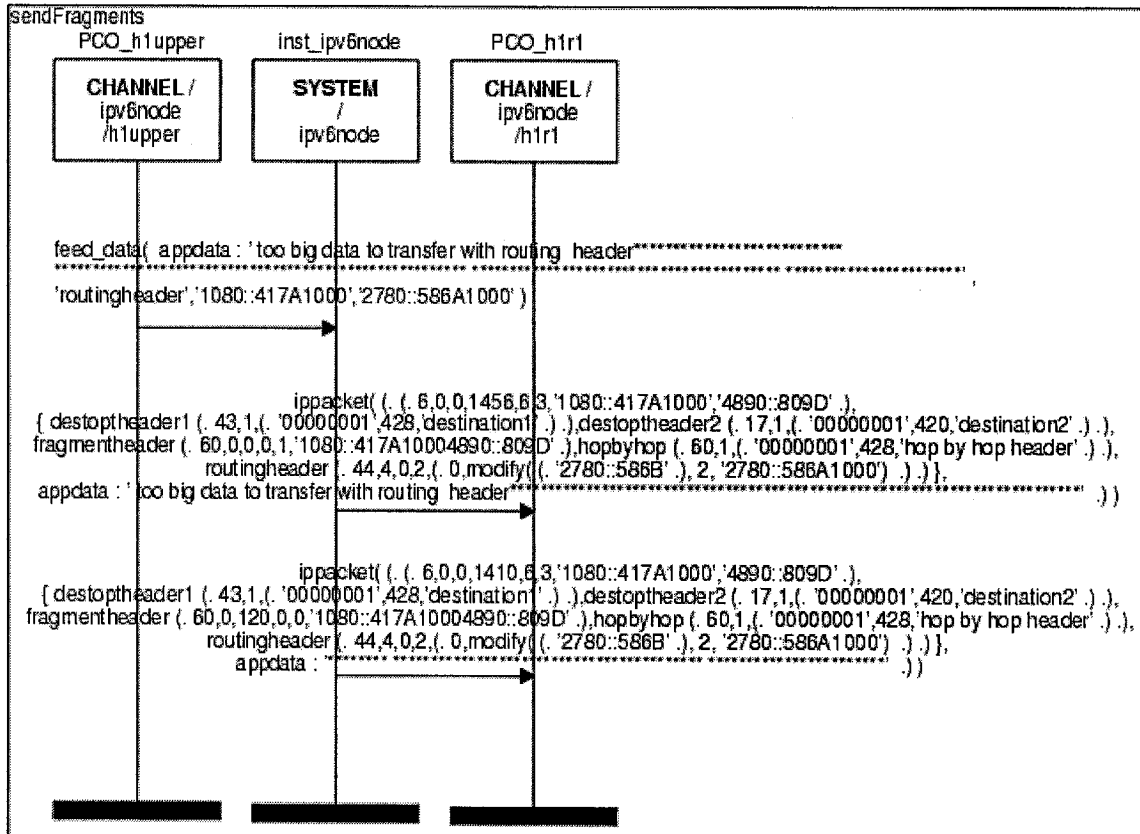 sendFragments
PCO_h1upper inst_ipv6node PCO_h1r1
CHANNEL / SYSTEM CHANNEL /
ipv6node / ipv6node
/h1upper ipv6node /h1r1
feed_data( appdata : ' too big data to transfer with routing header**************************
********************************************************************************************************************** ,
'routingheader','1080::417A1000','2780::586A1000' )
ippacket( (. (. 6,0,0,1456,6,3,'1080::417A1000','4890::809D' .),
{ destoptheader1 (. 43,1,(. '00000001',428,'destination1' .) .),destoptheader2 (. 17,1,(. '00000001',420,'destination2' .) .),
fragmentheader (. 60,0,0,0,1,'1080::417A10004890::809D' .),hopbyhop (. 60,1,(. '00000001',428,'hop by hop header' .) .),
routingheader (. 44,4,0,2,(. 0,modify( (. '2780::586B' .), 2, '2780::586A1000') .) .) },
appdata : ' too big data to transfer with routing header************************************************************************ .) )
ippacket( (. (. 6,0,0,1410,6,3,'1080::417A1000','4890::809D' .),
{ destoptheader1 (. 43,1,(. '00000001',428,'destination1' .) .),destoptheader2 (. 17,1,(. '00000001',420,'destination2' .) .),
fragmentheader (. 60,0,120,0,0,'1080::417A10004890::809D' .),hopbyhop (. 60,1,(. '00000001',428,'hop by hop header' .) .),
routingheader (. 44,4,0,2,(. 0,modify( (. '2780::586B' .), 2, '2780::586A1000') .) .) },
appdata : '********************************************************************** .) )